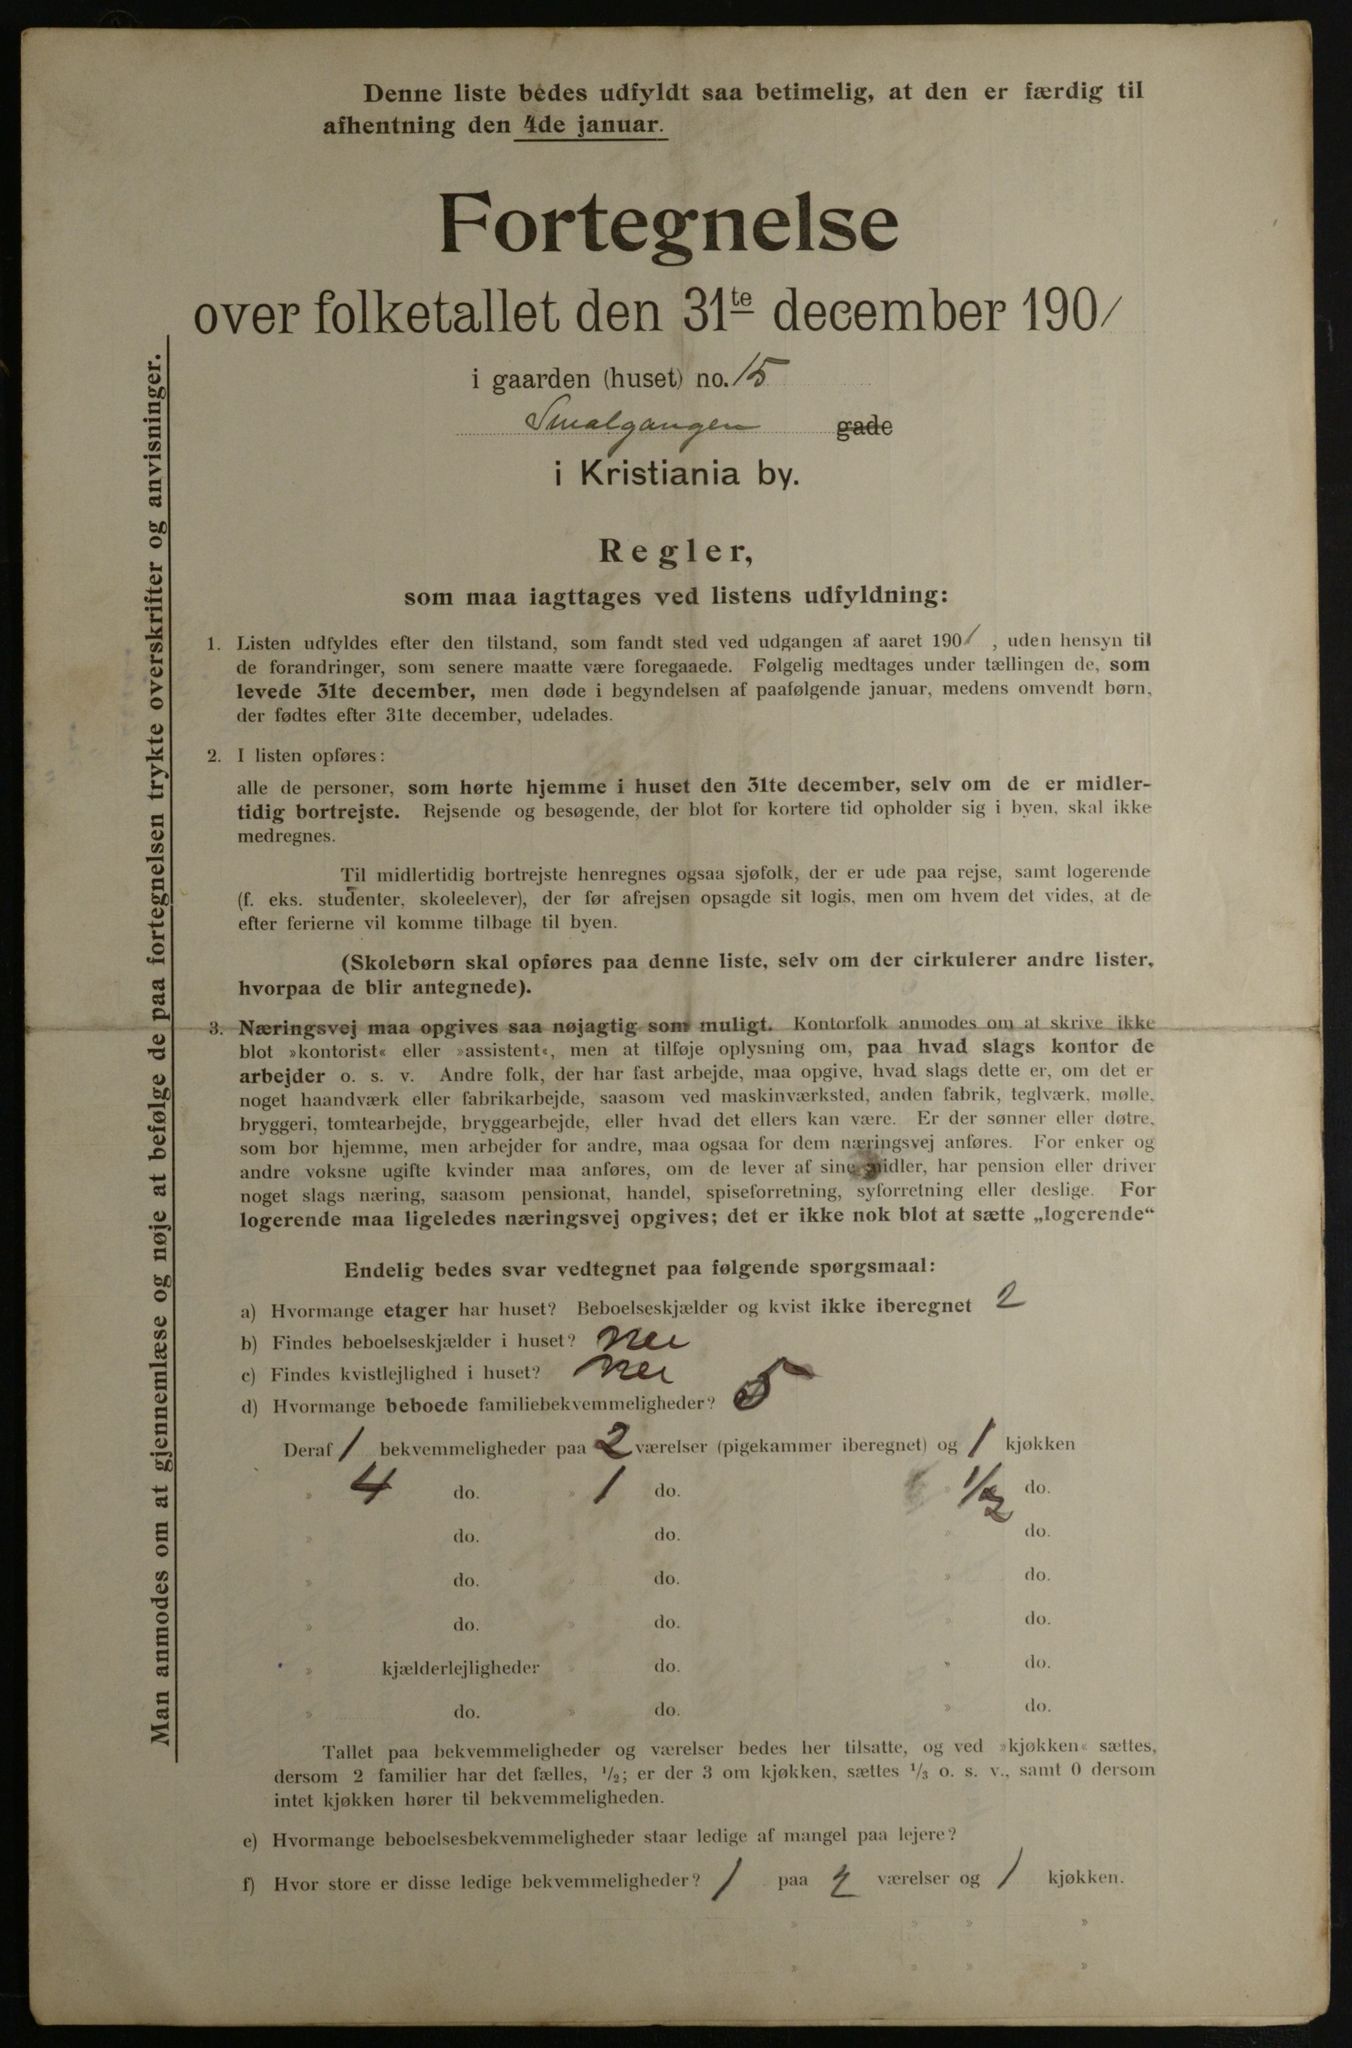 Denne liste bedes udfyldt saa betimelig, at den er færdig til
afhentning den 4de januar.
Fortegnelse
over folketallet den 31te december 1901
i gaarden (huset) no. 15
Smalgangen gade
i Kristiania by.
Regler,
som maa iagttages ved listens udfyldning:
1. Listen udfyldes efter den tilstand, som fandt sted ved udgangen af aaret 1901, uden hensyn til
de forandringer, som senere maatte være foregaaede. Følgelig medtages under tællingen de, som
levede 31te december, men døde i begyndelsen af paafølgende januar, medens omvendt børn,
der fødtes efter 31te december, udelades.
2. I listen opføres:
alle de personer, som hørte hjemme i huset den 31te december, selv om de er midler-
tidig bortrejste. Rejsende og besøgende, der blot for kortere tid opholder sig i byen, skal ikke
medregnes.
Til midlertidig bortrejste henregnes ogsaa sjøfolk, der er ude paa rejse, samt logerende
(f. eks. studenter, skoleelever), der før afrejsen opsagde sit logis, men om hvem det vides, at de
efter ferierne vil komme tilbage til byen.
(Skolebørn skal opføres paa denne liste, selv om der cirkulerer andre lister,
hvorpaa de blir antegnede).
3. Næringsvej maa opgives saa nøjagtig som muligt. Kontorfolk anmodes om at skrive ikke
blot »kontorist« eller »assistent«, men at tilføje oplysning om, paa hvad slags kontor de
arbejder o. s. v. Andre folk, der har fast arbejde, maa opgive, hvad slags dette er, om det er
noget haandværk eller fabrikarbejde, saasom ved maskinværksted, anden fabrik, teglværk, mølle,
bryggeri, tomtearbejde, bryggearbejde, eller hvad det ellers kan være. Er der sønner eller døtre,
som bor hjemme, men arbejder for andre, maa ogsaa for dem næringsvej anføres. For enker og
andre voksne ugifte kvinder maa anføres, om de lever af sine midler, har pension eller driver
noget slags næring, saasom pensionat, handel, spiseforretning, syforretning eller deslige. For
logerende maa ligeledes næringsvej opgives; det er ikke nok blot at sætte „logerende“
Endelig bedes svar vedtegnet paa følgende spørgsmaal:
a) Hvormange etager har huset? Beboelseskjælder og kvist ikke iberegnet 2
b) Findes beboelseskjælder i huset? nei
c) Findes kvistlejlighed i huset? nei
d) Hvormange beboede familiebekvemmeligheder? 5
Deraf 1 bekvemmeligheder paa 2 værelser (pigekammer iberegnet) og 1 kjøkken
» 4 do. » 1 do. » 1/2 do.
» do. » do. » do.
» do. » do. » do.
» do. » do. » do.
» kjælderlejligheder » do. » do.
» do. » do. » do.
Tallet paa bekvemmeligheder og værelser bedes her tilsatte, og ved »kjøkken« sættes,
dersom 2 familier har det fælles, 1/2; er der 3 om kjøkken, sættes 1/3 o. s. v., samt 0 dersom
intet kjøkken hører til bekvemmeligheden.
e) Hvormange beboelsesbekvemmeligheder staar ledige af mangel paa lejere?
f) Hvor store er disse ledige bekvemmeligheder? 1 paa 2 værelser og 1 kjøkken.
» » » »
» » » »
Man anmodes om at gjennemlæse og nøje at befølge de paa fortegnelsen trykte overskrifter og anvisninger.